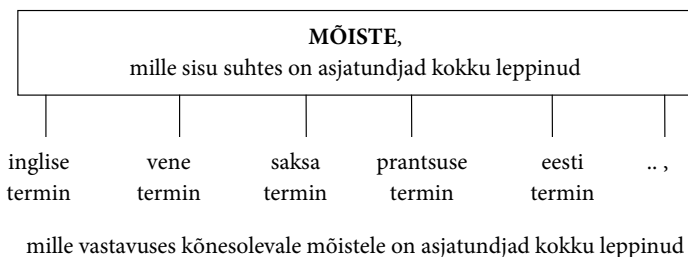 MÕISTE,
mille sisu suhtes on asjatundjad kokku leppinud
inglise vene saksa prantsuse eesti .. ,
termin termin termin termin termin
mille vastavuses kõnesolevale mõistele on asjatundjad kokku leppinud